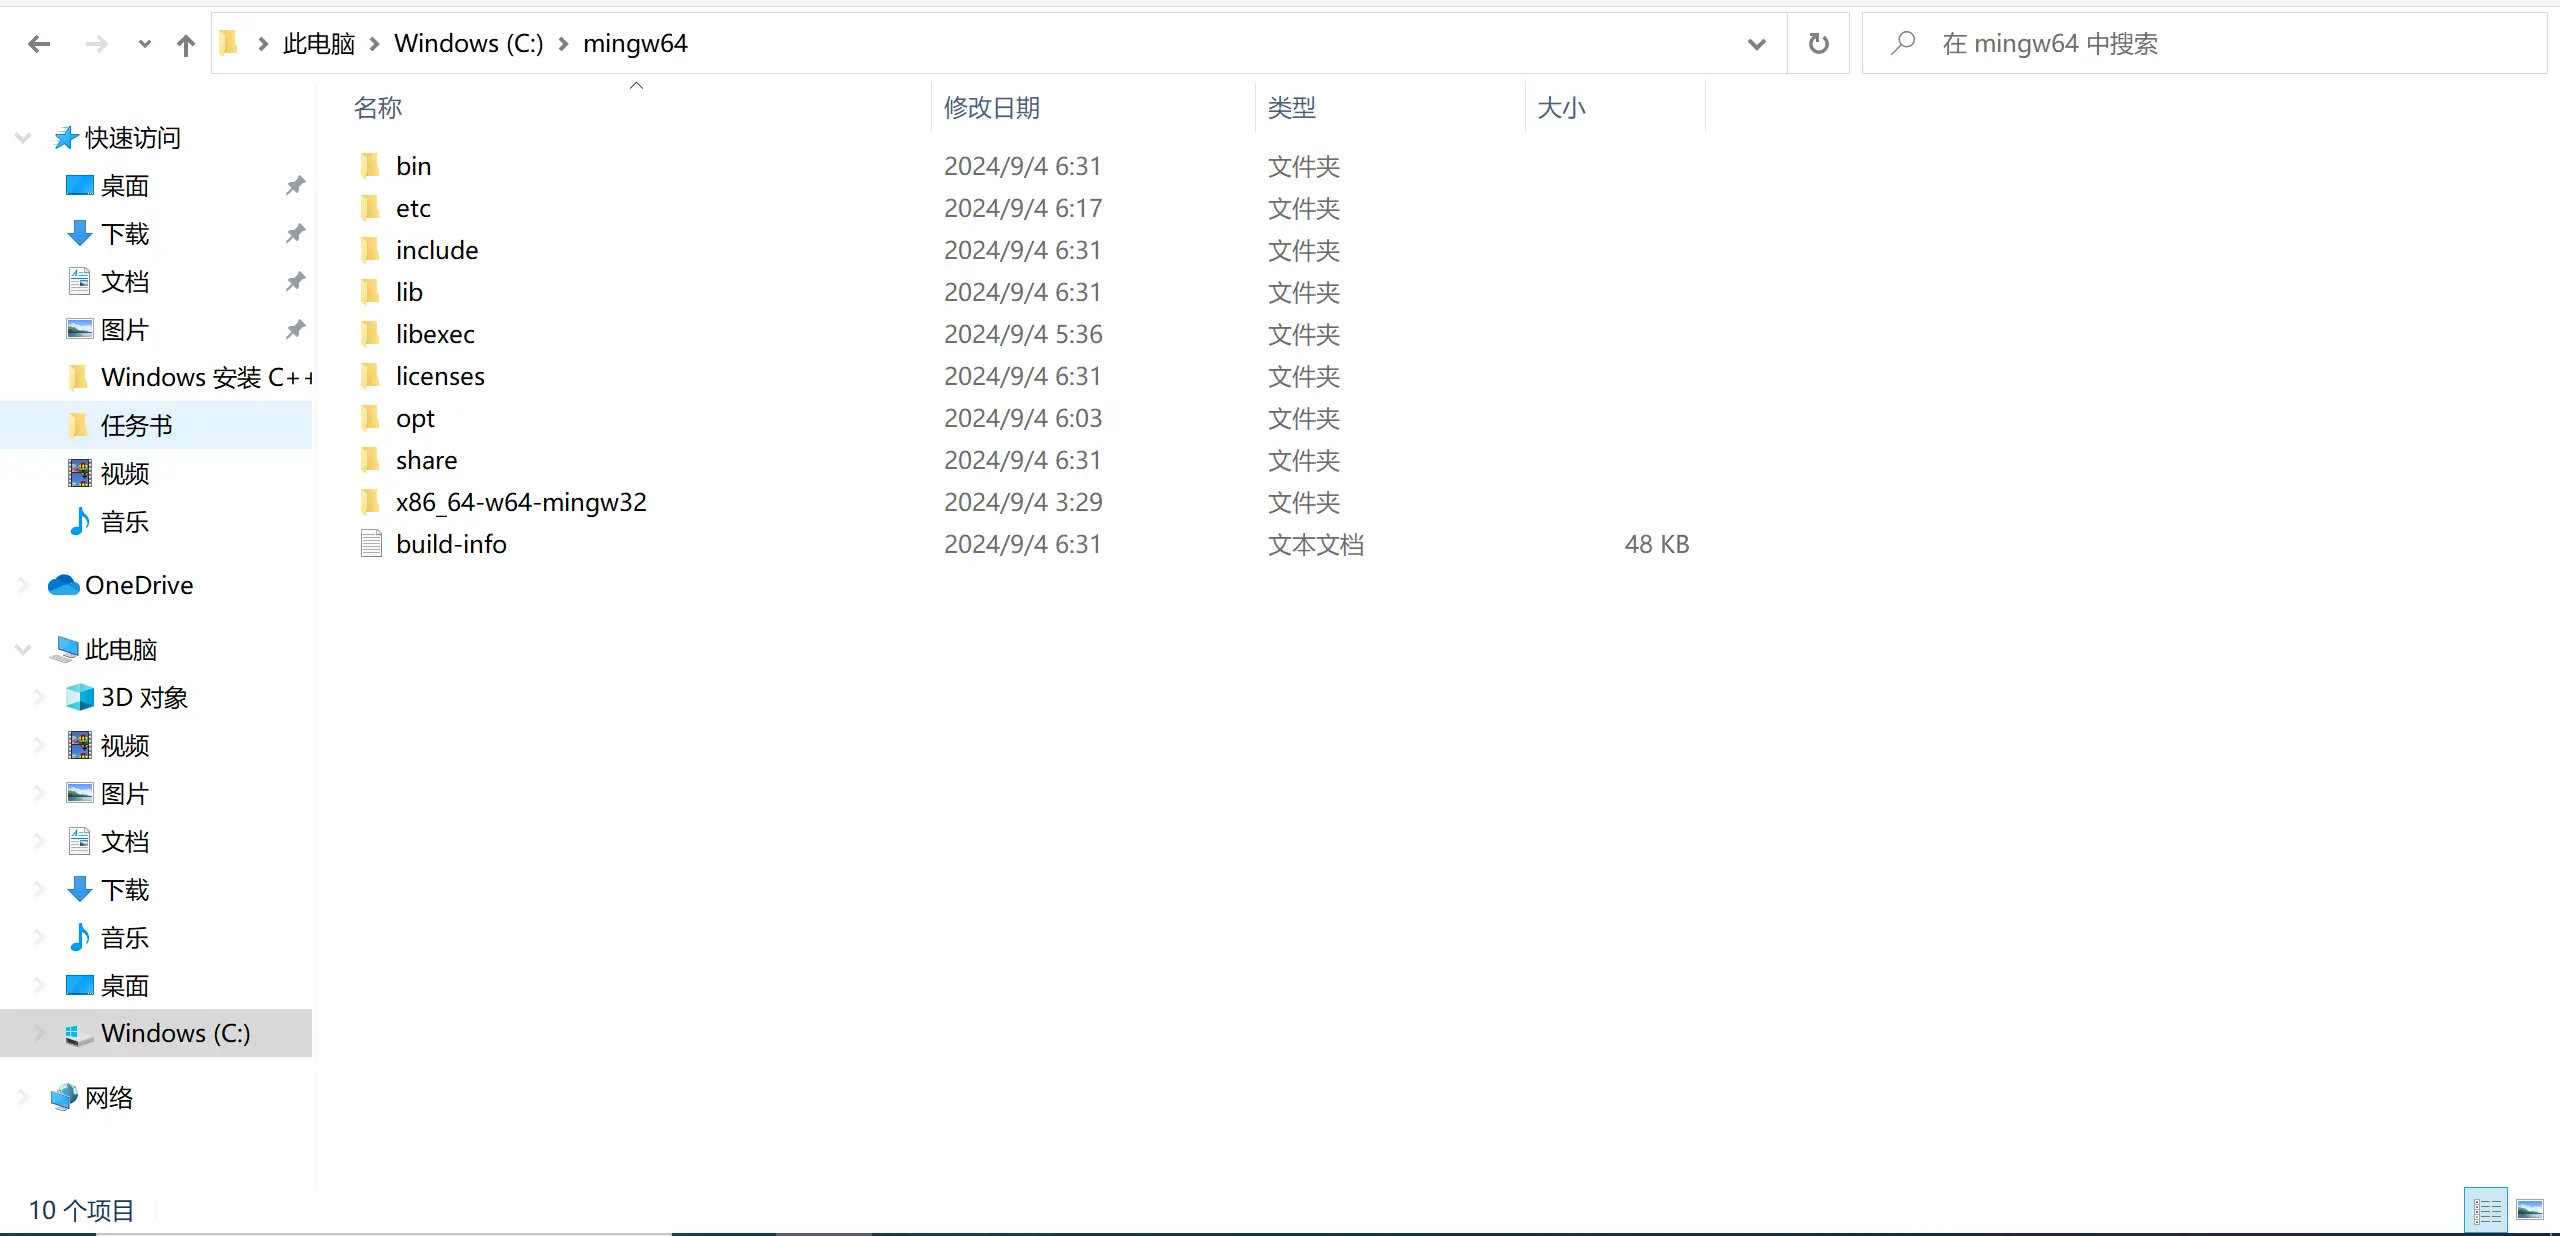 此电脑 Windows (C:) mingw64
在 mingw64 中搜索
名称 修改日期 类型 大小
快速访问
桌面
下载
文档
图片
Windows 安装 C++
任务书
视频
音乐
OneDrive
此电脑
3D 对象
视频
图片
文档
下载
音乐
桌面
Windows (C:)
网络
bin 2024/9/4 6:31 文件夹
etc 2024/9/4 6:17 文件夹
include 2024/9/4 6:31 文件夹
lib 2024/9/4 6:31 文件夹
libexec 2024/9/4 5:36 文件夹
licenses 2024/9/4 6:31 文件夹
opt 2024/9/4 6:03 文件夹
share 2024/9/4 6:31 文件夹
x86_64-w64-mingw32 2024/9/4 3:29 文件夹
build-info 2024/9/4 6:31 文本文档 48 KB
10 个项目